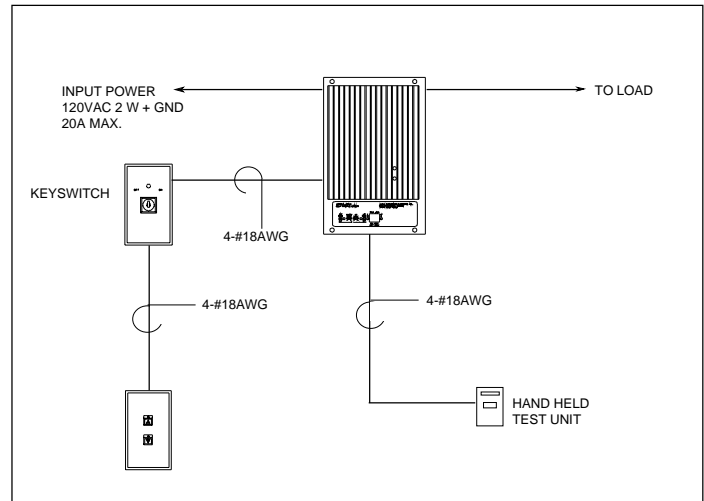 INPUT POWER
120VAC 2 W + GND
20A MAX.
TO LOAD
KEYSWITCH
4-#18AWG
4-#18AWG
4-#18AWG
HAND HELD
TEST UNIT